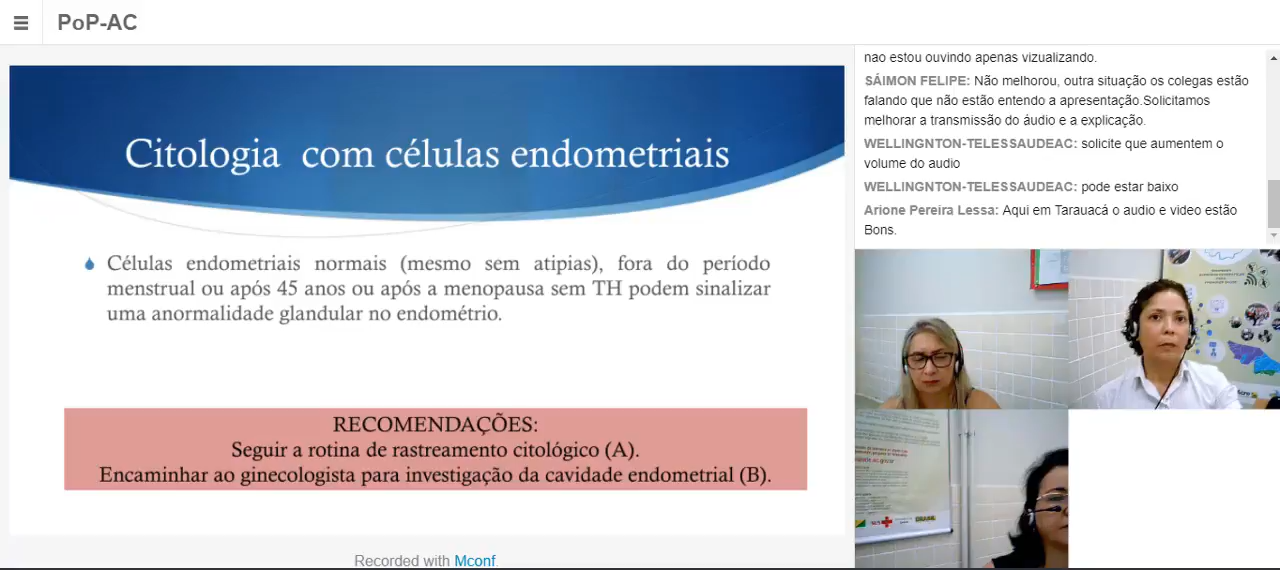 PoP-AC
Citologia com células endometriais
Células endometriais normais (mesmo sem atipias), fora do período
menstrual ou após 45 anos ou após a menopausa sem TH podem sinalizar
uma anormalidade glandular no endométrio.
RECOMENDAÇÕES:
Seguir a rotina de rastreamento citológico (A).
Encaminhar ao ginecologista para investigação da cavidade endometrial (B).
Recorded with Mconf.
nao estou ouvindo apenas vizualizando.
SÁIMON FELIPE: Não melhorou, outra situação os colegas estão
falando que não estão entendo a apresentação.Solicitamos
melhorar a transmissão do áudio e a explicação.
WELLINGNTON-TELESSAUDEAC: solicite que aumentem o
volume do audio
WELLINGNTON-TELESSAUDEAC: pode estar baixo
Arione Pereira Lessa: Aqui em Tarauacá o audio e video estão
Bons.
SUS